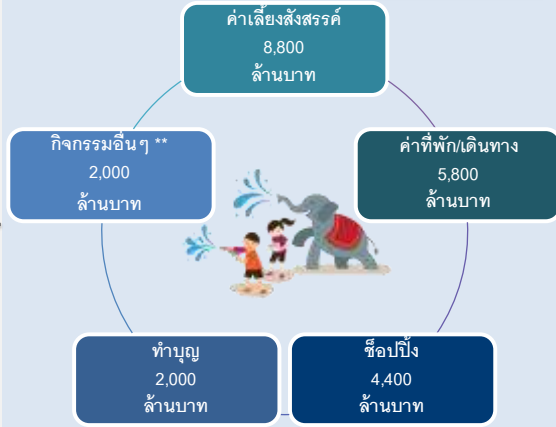 ค่าเลี้ยงสังสรรค์
8,800
ล้านบาท
ค่าที่พัก/เดินทาง
5,800
ล้านบาท
ช็อปปิ้ง
4,400
ล้านบาท
ทำบุญ
2,000
ล้านบาท
กิจกรรมอื่นๆ **
2,000
ล้านบาท